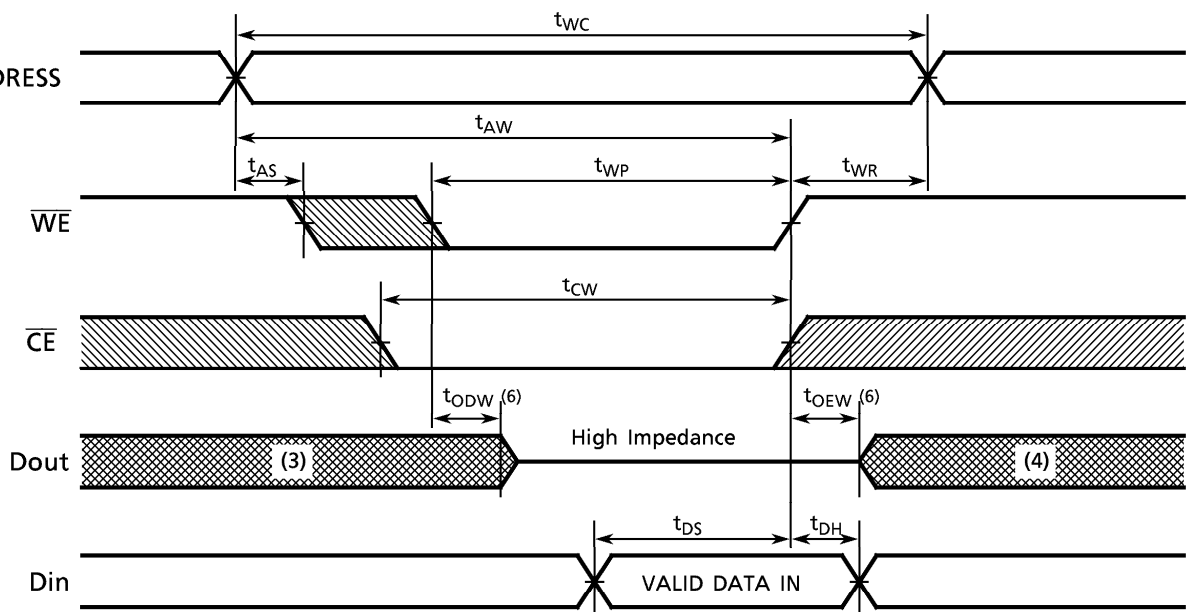 tWC
DRESS
tAW
tAS tWP tWR
WE
tCW
CE
tODW (6) tOEW (6)
High Impedance
Dout (3) (4)
tDS tDH
Din VALID DATA IN